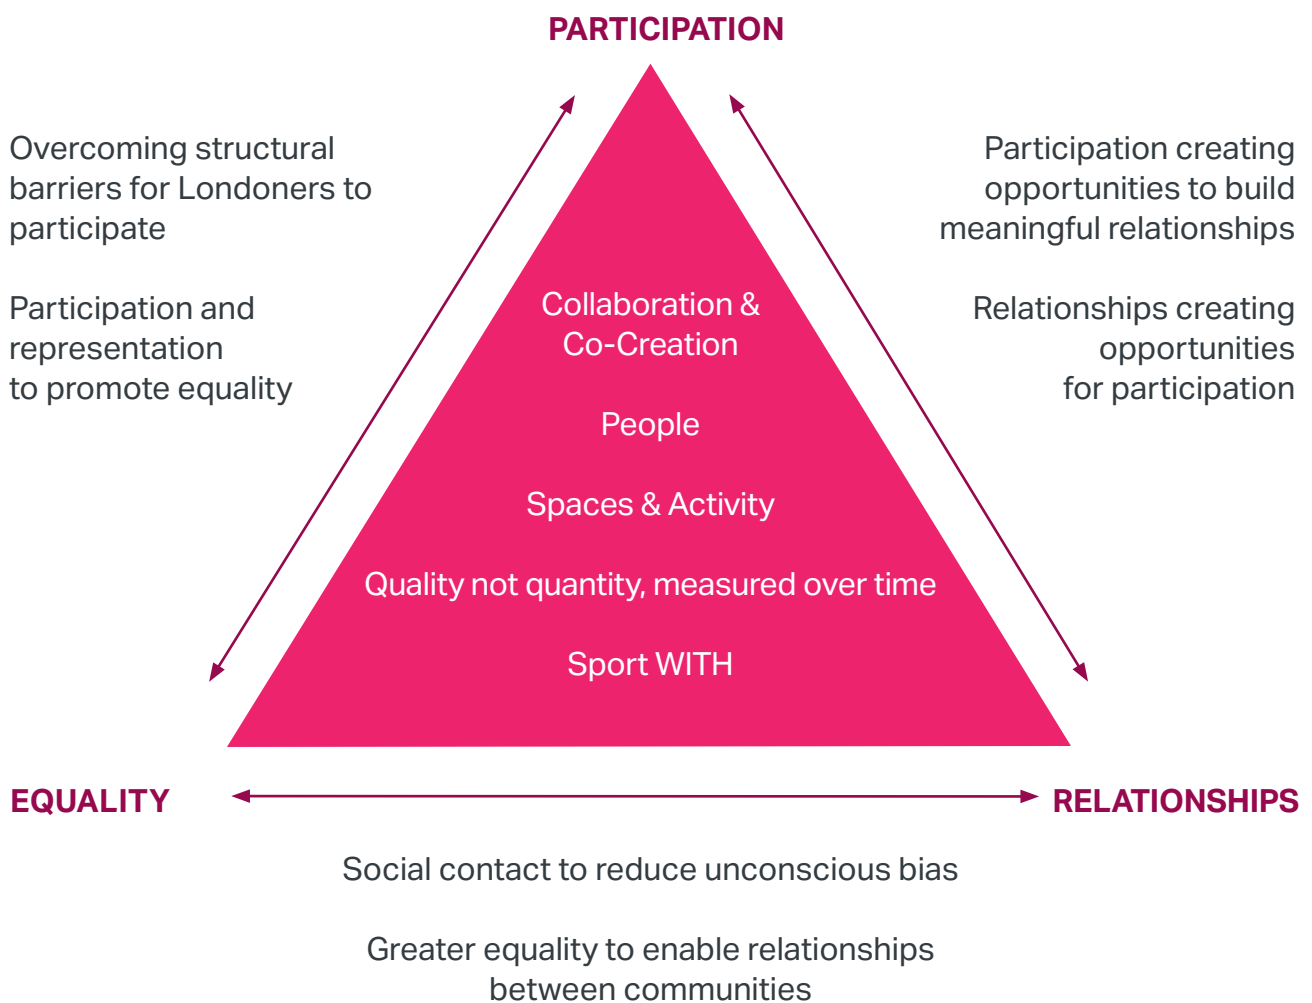 PARTICIPATION
Overcoming structural
barriers for Londoners to
participate
Participation and
representation
to promote equality
Participation creating
opportunities to build
meaningful relationships
Relationships creating
opportunities
for participation
Collaboration &
Co-Creation
People
Spaces & Activity
Quality not quantity, measured over time
Sport WITH
EQUALITY
RELATIONSHIPS
Social contact to reduce unconscious bias
Greater equality to enable relationships
between communities